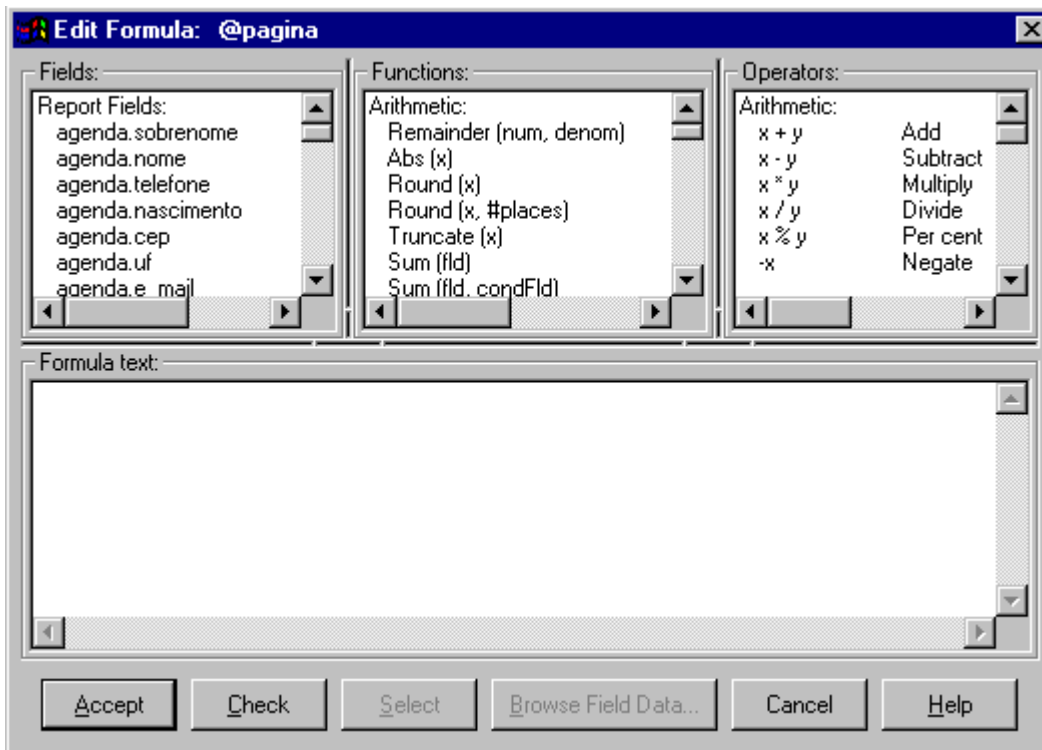 Edit Formula:   @pagina
Fields:
Report Fields:
agenda.sobrenome
agenda.nome
agenda.telefone
agenda.nascimento
agenda.cep
agenda.uf
agenda.e_mail
Functions:
Arithmetic:
Remainder (num, denom)
Abs (x)
Round (x)
Round (x, #places)
Truncate (x)
Sum (fld)
Sum (fld, condFld)
Operators:
Arithmetic:
x + y Add
x - y Subtract
x * y Multiply
x / y Divide
x % y Per cent
-x Negate
Formula text:
Accept Check Select Browse Field Data... Cancel Help